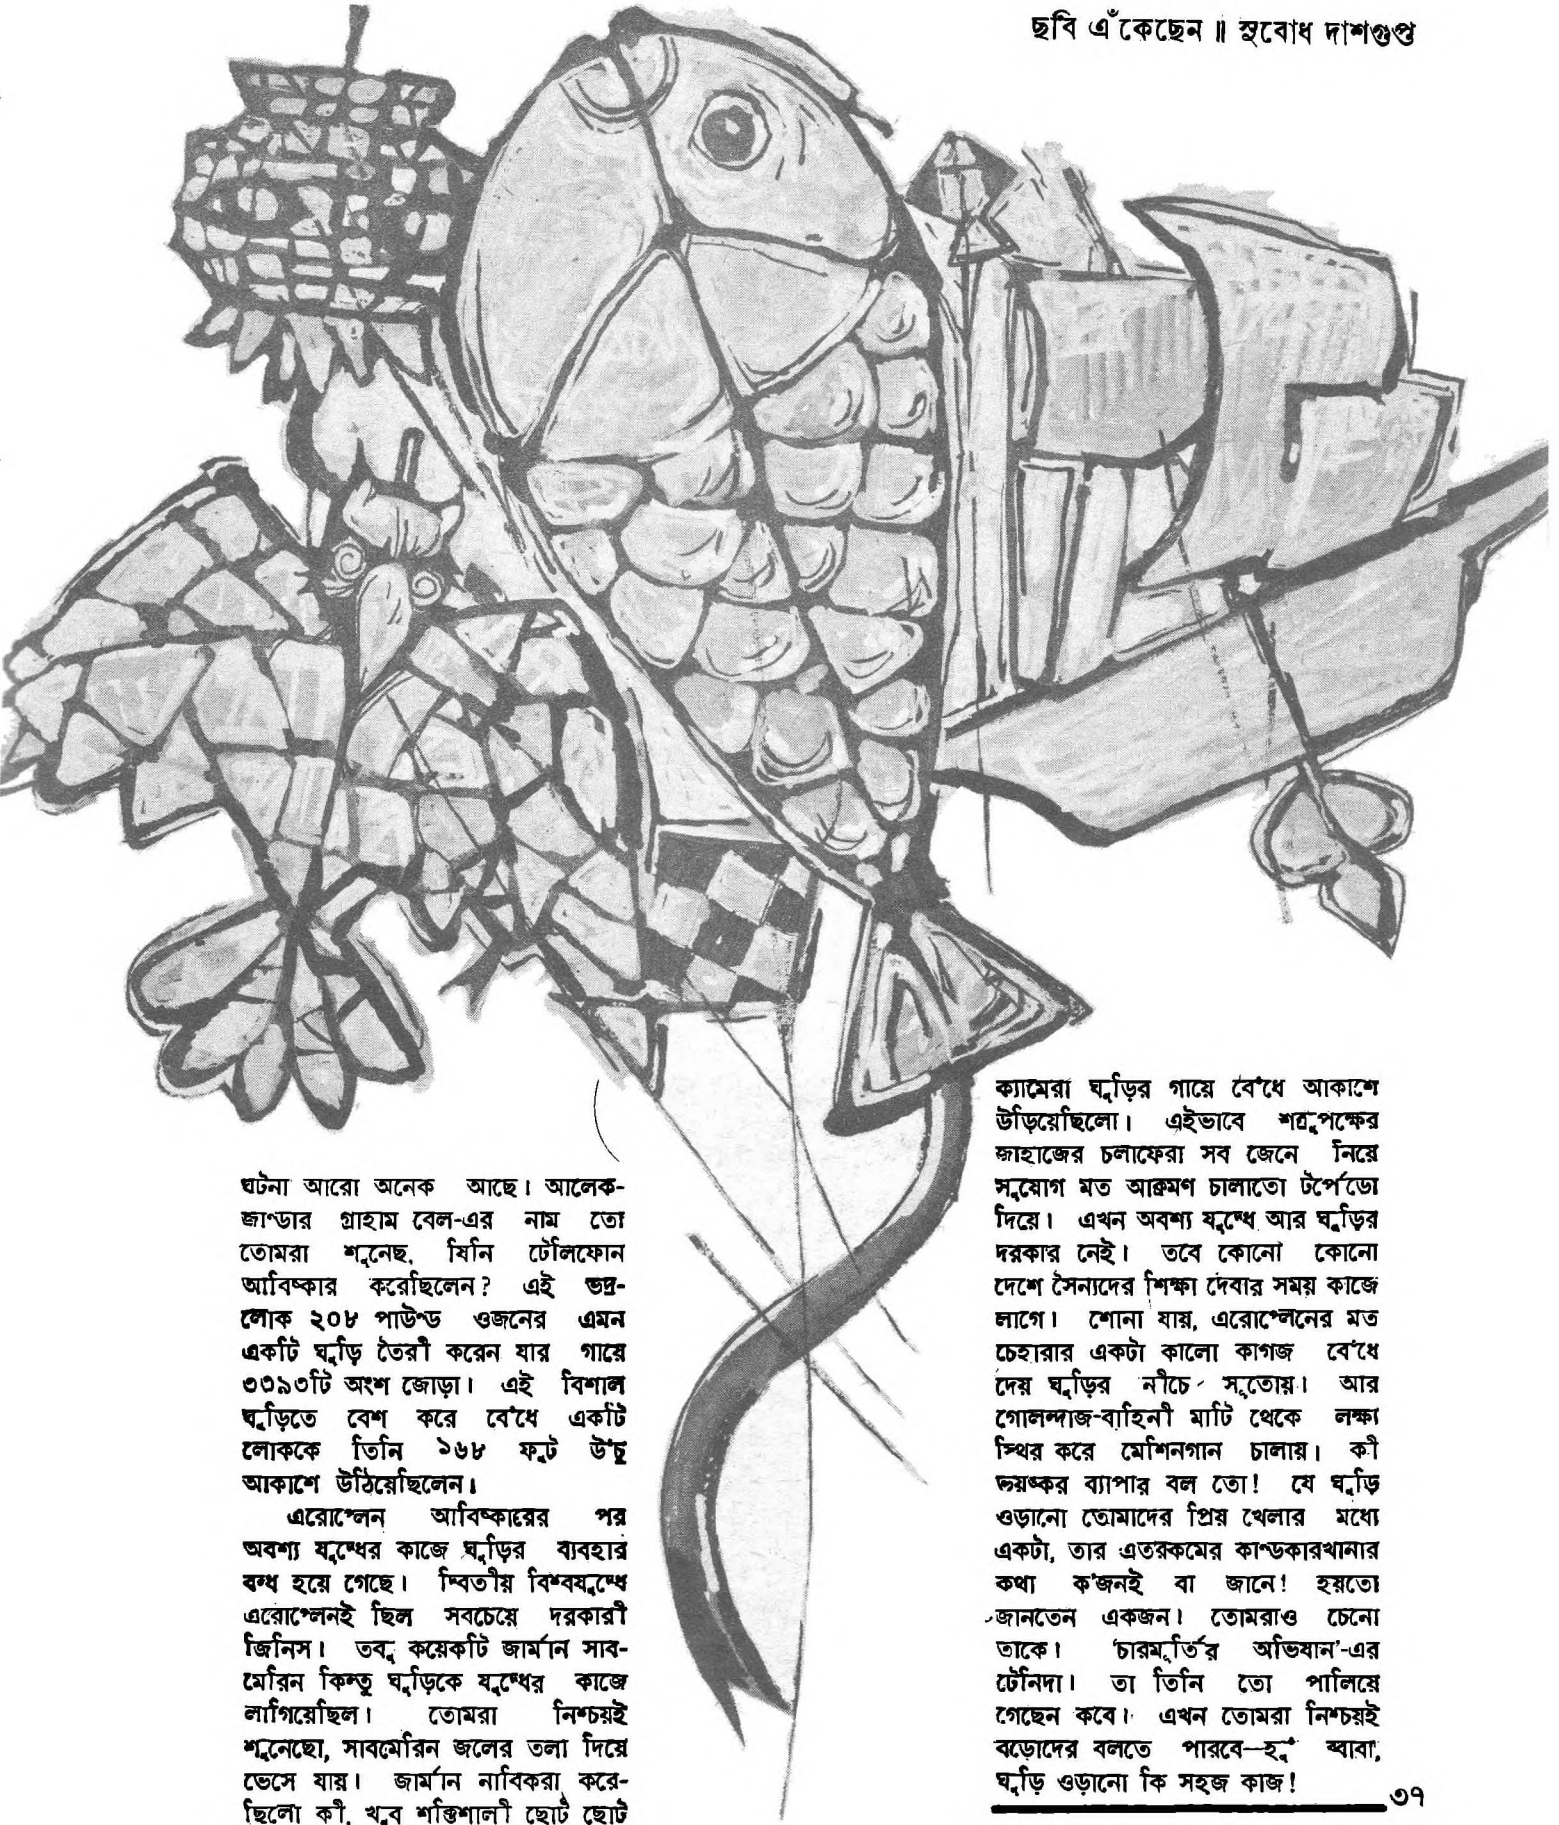 ছবি এঁকেছেন ॥ সুবোধ দাশগুপ্ত
ঘটনা আরো অনেক আছে। আলেক-
জাণ্ডার গ্রাহাম বেল-এর নাম তো
তোমরা শুনেছ, যিনি টেলিফোন
আবিষ্কার করেছিলেন? এই ভদ্র-
লোক ২০৮ পাউণ্ড ওজনের এমন
একটি ঘুড়ি তৈরী করেন যার গায়ে
৩৩৯৩টি অংশ জোড়া। এই বিশাল
ঘুড়িতে বেশ করে বেঁধে একটি
লোককে তিনি ১৬৮ ফুট উঁচু
আকাশে উঠিয়েছিলেন।
এরোপ্লেন আবিষ্কারের পর
অবশ্য যুদ্ধের কাজে ঘুড়ির ব্যবহার
বন্ধ হয়ে গেছে। দ্বিতীয় বিশ্বযুদ্ধে
এরোপ্লেনই ছিল সবচেয়ে দরকারী
জিনিস। তবু কয়েকটি জার্মান সাব-
মেরিন কিন্তু ঘুড়িকে যুদ্ধের কাজে
লাগিয়েছিল। তোমরা নিশ্চয়ই
শুনেছো, সাবমেরিন জলের তলা দিয়ে
ভেসে যায়। জার্মান নাবিকরা করে-
ছিলো কী, খুব শক্তিশালী ছোট ছোট
ক্যামেরা ঘুড়ির গায়ে বেঁধে আকাশে
উড়িয়েছিলো। এইভাবে শত্রুপক্ষের
জাহাজের চলাফেরা সব জেনে নিয়ে
সুযোগ মত আক্রমণ চালাতো টর্পেডো
দিয়ে। এখন অবশ্য যুদ্ধে আর ঘুড়ির
দরকার নেই। তবে কোনো কোনো
দেশে সৈন্যদের শিক্ষা দেবার সময় কাজে
লাগে। শোনা যায়, এরোপ্লেনের মত
চেহারার একটা কালো কাগজ বেঁধে
দেয় ঘুড়ির নীচে সূতোয়। আর
গোলন্দাজ-বাহিনী মাটি থেকে লক্ষ্য
স্থির করে মেশিনগান চালায়। কী
ভয়ঙ্কর ব্যাপার বল তো! যে ঘুড়ি
ওড়ানো তোমাদের প্রিয় খেলার মধ্যে
একটা, তার এতরকমের কাণ্ডকারখানার
কথা ক'জনই বা জানে! হয়তো
জানতেন একজন। তোমরাও চেনো
তাকে। 'চারমূর্তি'র অভিযান'-এর
টেনিদা। তা তিনি তো পালিয়ে
গেছেন কবে। এখন তোমরা নিশ্চয়ই
বড়োদের বলতে পারবে—হুঁ ব্বাবা,
ঘুড়ি ওড়ানো কি সহজ কাজ!
৩৭